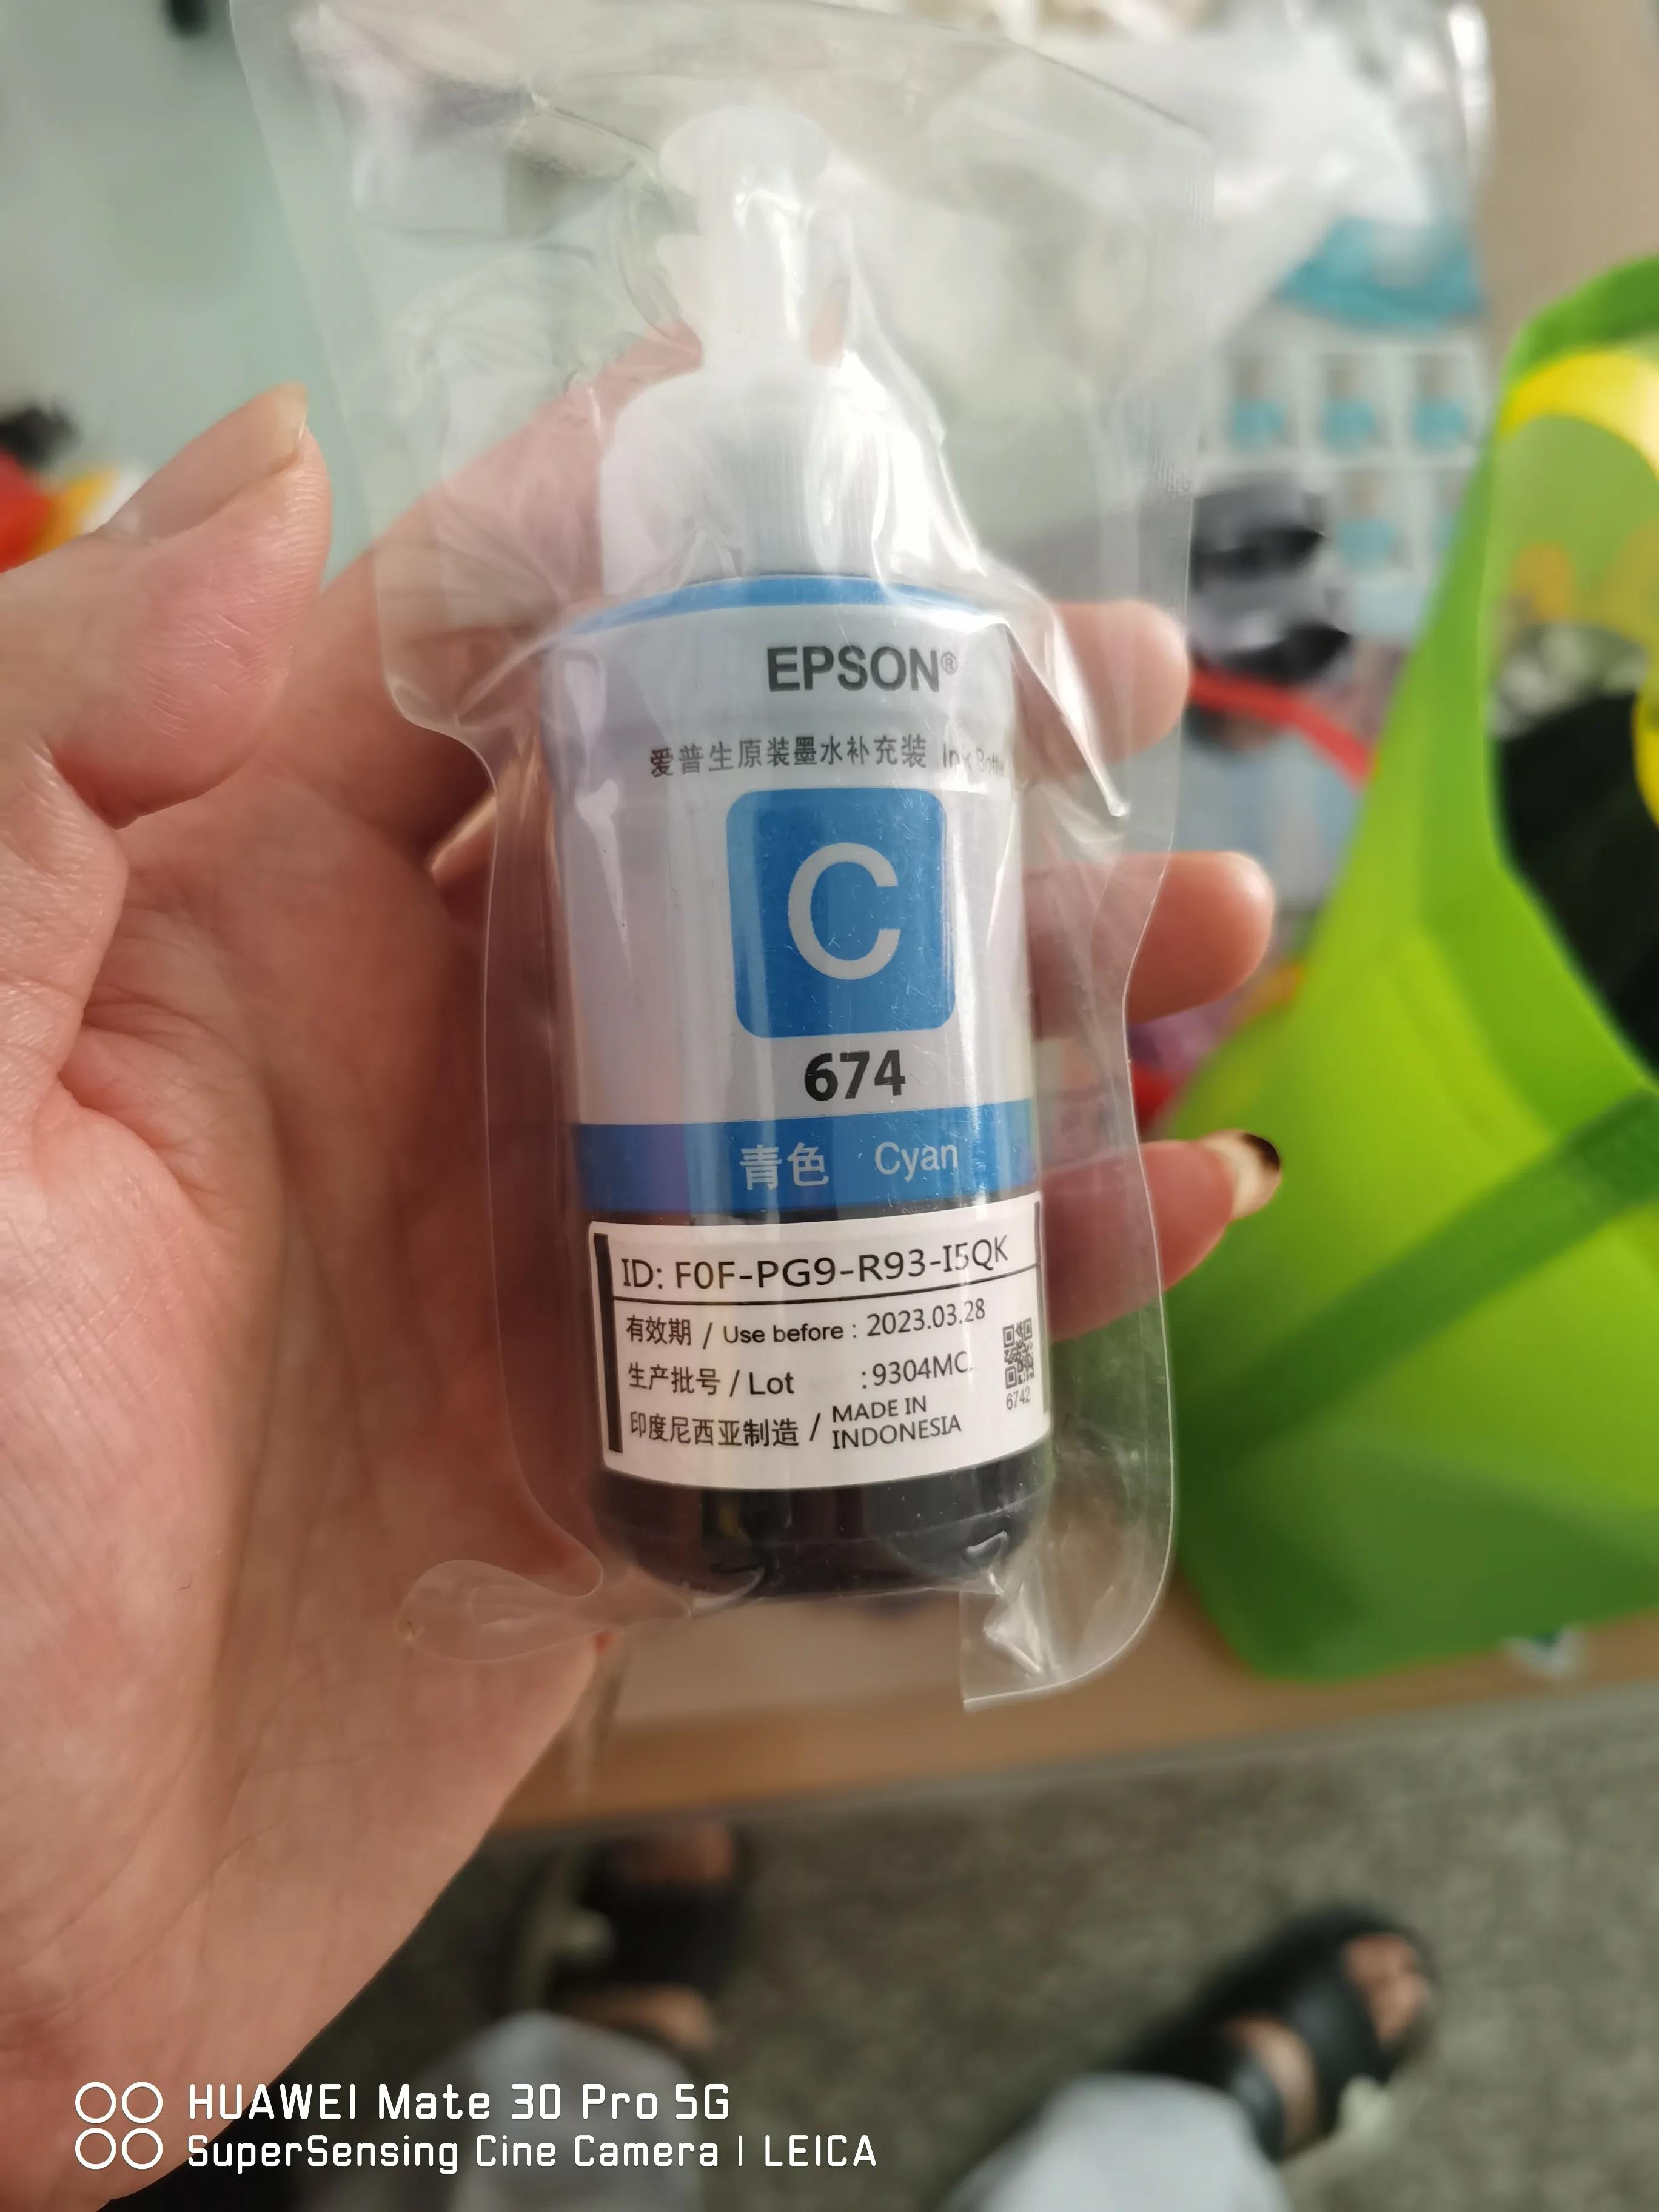 EPSON®
爱普生原装墨水补充装 Ink Bottle
C
674
青色 Cyan
ID: F0F-PG9-R93-I5QK
有效期 / Use before : 2023.03.28
生产批号 / Lot : 9304MC.
印度尼西亚制造 / MADE IN INDONESIA
6742
HUAWEI Mate 30 Pro 5G
SuperSensing Cine Camera | LEICA